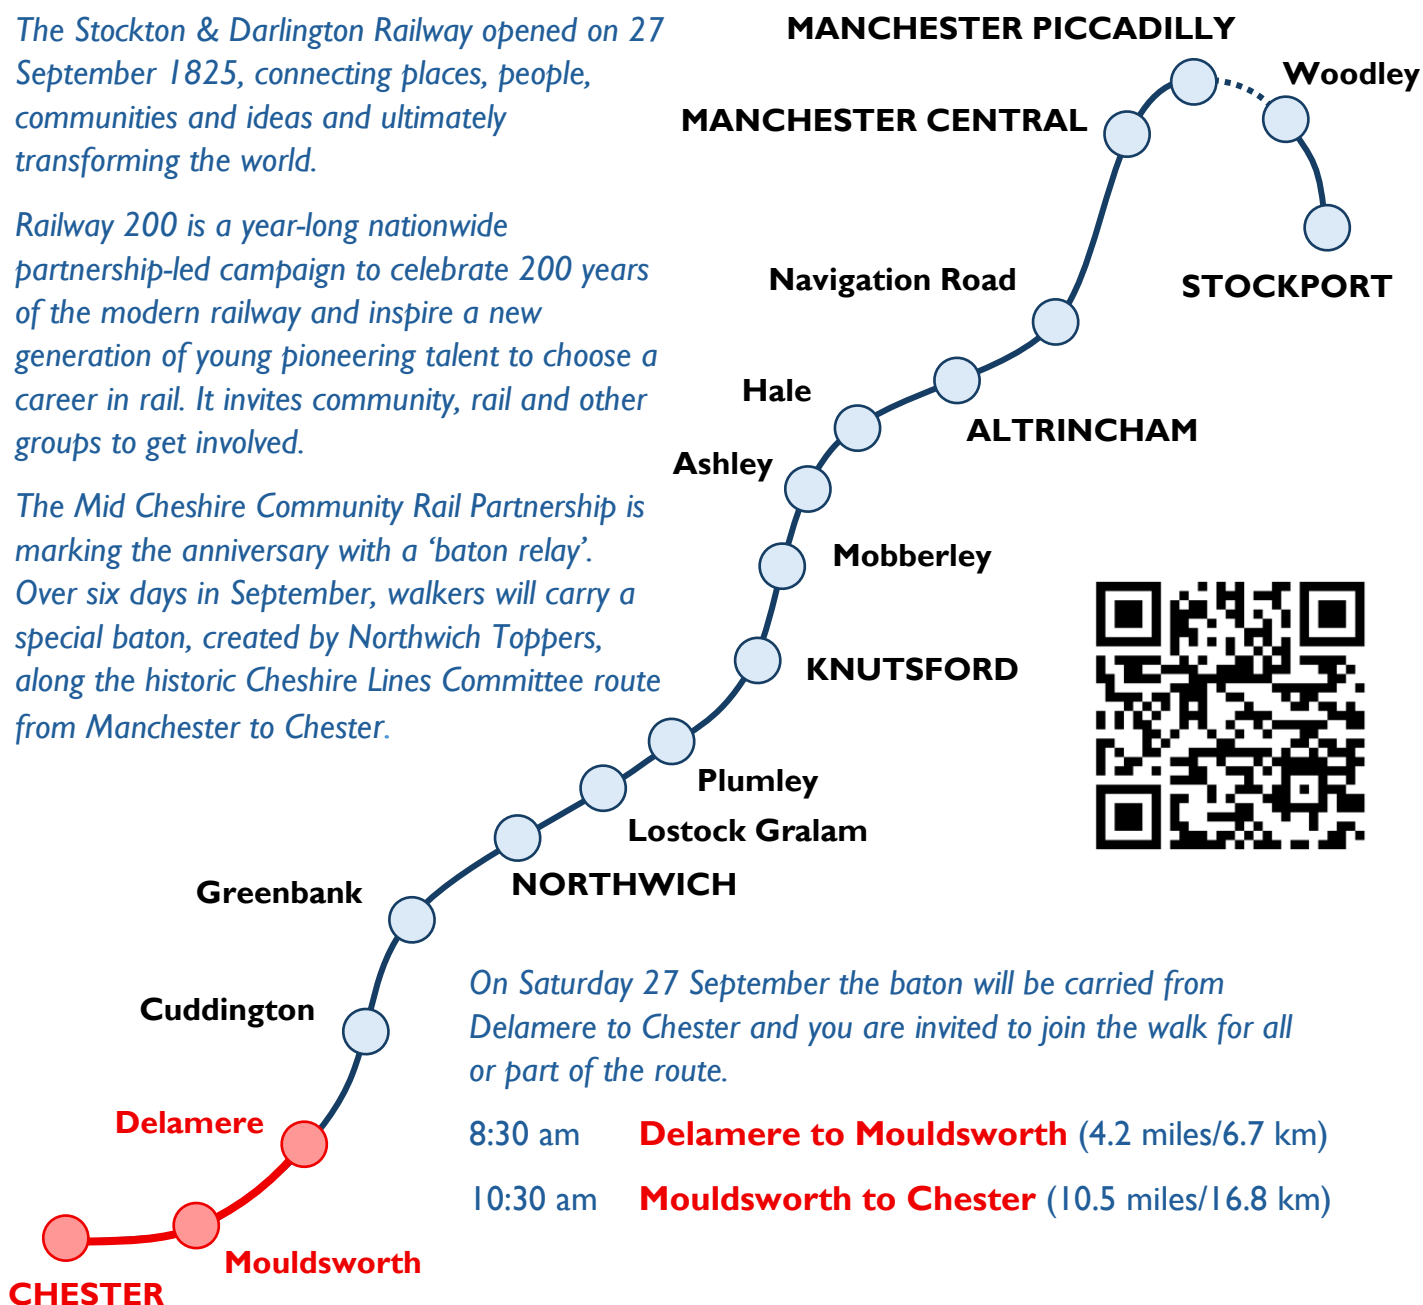 The Stockton & Darlington Railway opened on 27
September 1825, connecting places, people,
communities and ideas and ultimately
transforming the world.
Railway 200 is a year-long nationwide
partnership-led campaign to celebrate 200 years
of the modern railway and inspire a new
generation of young pioneering talent to choose a
career in rail. It invites community, rail and other
groups to get involved.
The Mid Cheshire Community Rail Partnership is
marking the anniversary with a ‘baton relay’.
Over six days in September, walkers will carry a
special baton, created by Northwich Toppers,
along the historic Cheshire Lines Committee route
from Manchester to Chester.
MANCHESTER PICCADILLY
Woodley
MANCHESTER CENTRAL
STOCKPORT
Navigation Road
Hale
ALTRINCHAM
Ashley
Mobberley
KNUTSFORD
Plumley
Lostock Gralam
NORTHWICH
Greenbank
Cuddington
Delamere
Mouldsworth
CHESTER
On Saturday 27 September the baton will be carried from
Delamere to Chester and you are invited to join the walk for all
or part of the route.
8:30 am Delamere to Mouldsworth (4.2 miles/6.7 km)
10:30 am Mouldsworth to Chester (10.5 miles/16.8 km)